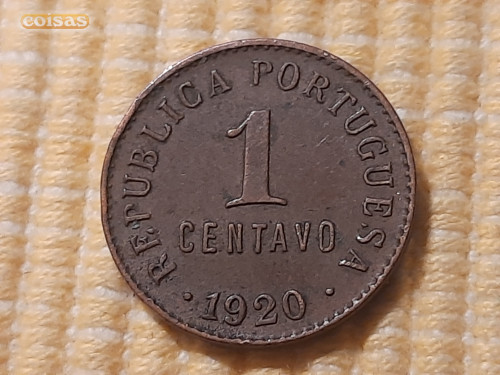 coisas
REPUBLICA PORTUGUESA
1
CENTAVO
· 1920 ·